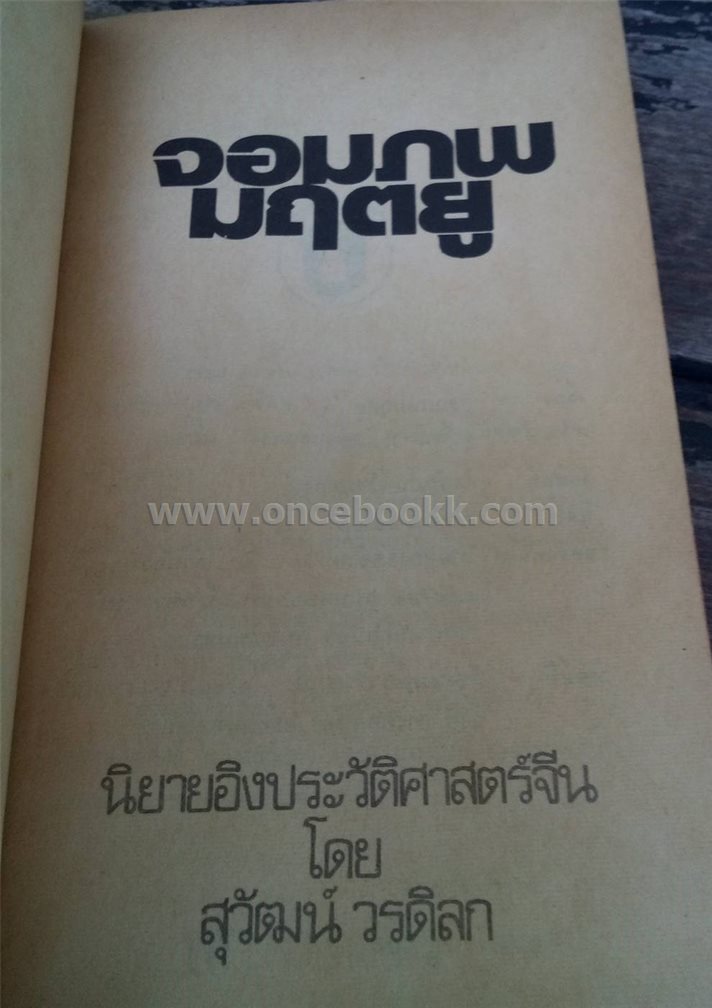 จอมภพ
มฤตยู
www.oncebookk.com
นิยายอิงประวัติศาสตร์จีน
โดย
สุวัฒน์ วรดิลก